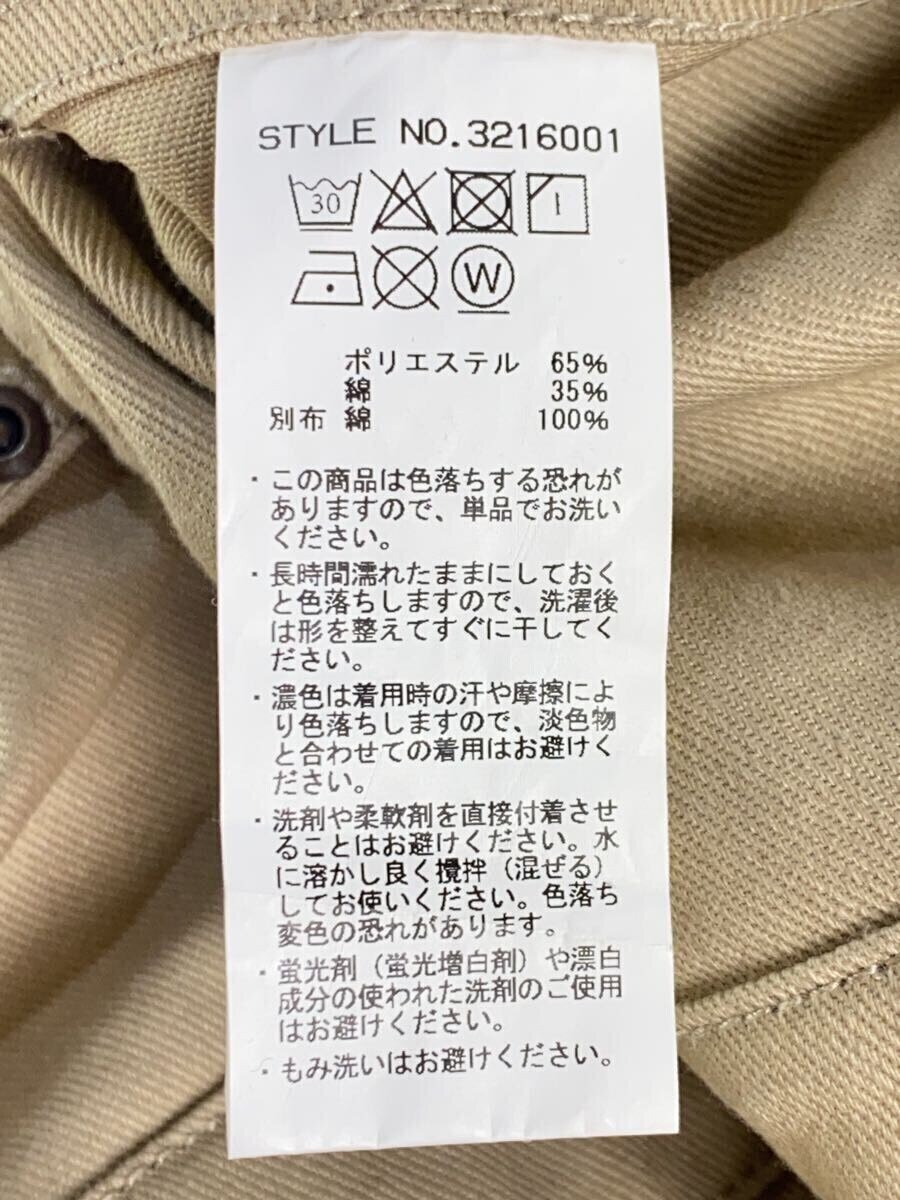 STYLE NO.3216001
30
W
ポリエステル 65%
綿 35%
別布 綿 100%
・この商品は色落ちする恐れが
ありますので、単品でお洗い
ください。
・長時間濡れたままにしておく
と色落ちしますので、洗濯後
は形を整えてすぐに干してく
ださい。
・濃色は着用時の汗や摩擦によ
り色落ちしますので、淡色物
と合わせての着用はお避けく
ださい。
・洗剤や柔軟剤を直接付着させ
ることはお避けください。水
に溶かし良く攪拌（混ぜる）
してお使いください。色落ち
変色の恐れがあります。
・蛍光剤（蛍光増白剤）や漂白
成分の使われた洗剤のご使用
はお避けください。
・もみ洗いはお避けください。